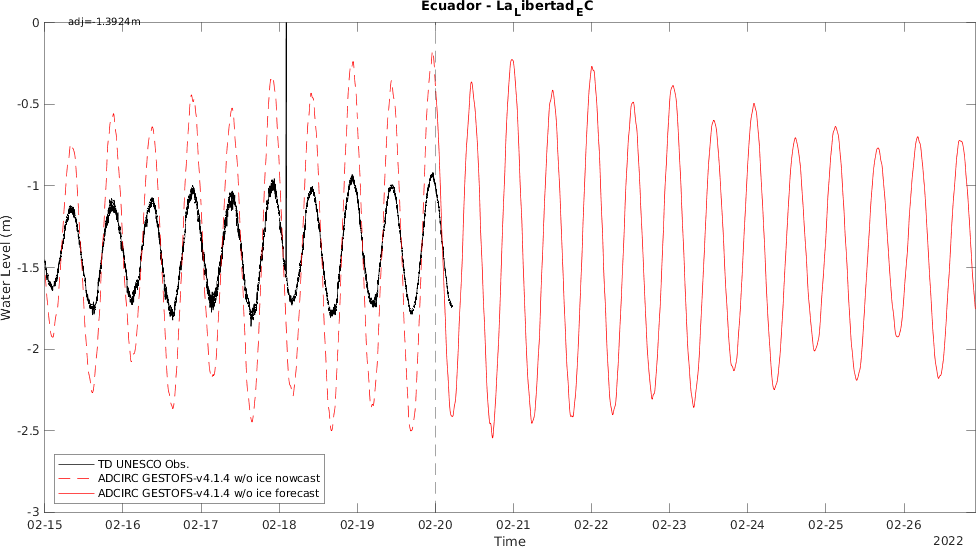 Ecuador - LaLibertadEC
adj=-1.3924m
0
-0.5
-1
-1.5
-2
-2.5
-3
Water Level (m)
TD UNESCO Obs.
ADCIRC GESTOFS-v4.1.4 w/o ice nowcast
ADCIRC GESTOFS-v4.1.4 w/o ice forecast
02-15 02-16 02-17 02-18 02-19 02-20 02-21 02-22 02-23 02-24 02-25 02-26
Time
2022